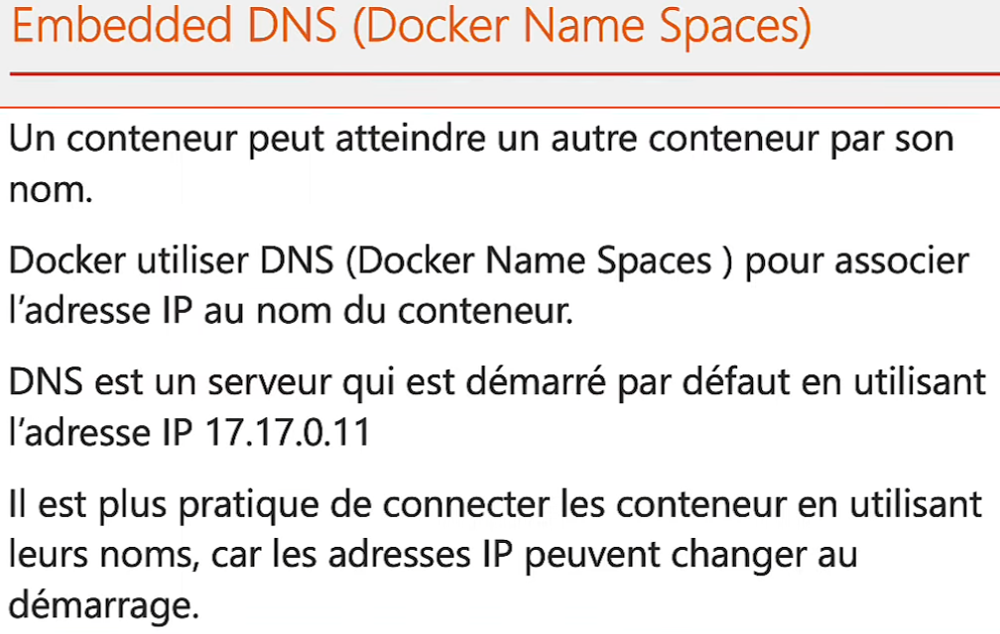 Embedded DNS (Docker Name Spaces)
Un conteneur peut atteindre un autre conteneur par son
nom.
Docker utiliser DNS (Docker Name Spaces ) pour associer
l’adresse IP au nom du conteneur.
DNS est un serveur qui est démarré par défaut en utilisant
l’adresse IP 17.17.0.11
Il est plus pratique de connecter les conteneur en utilisant
leurs noms, car les adresses IP peuvent changer au
démarrage.